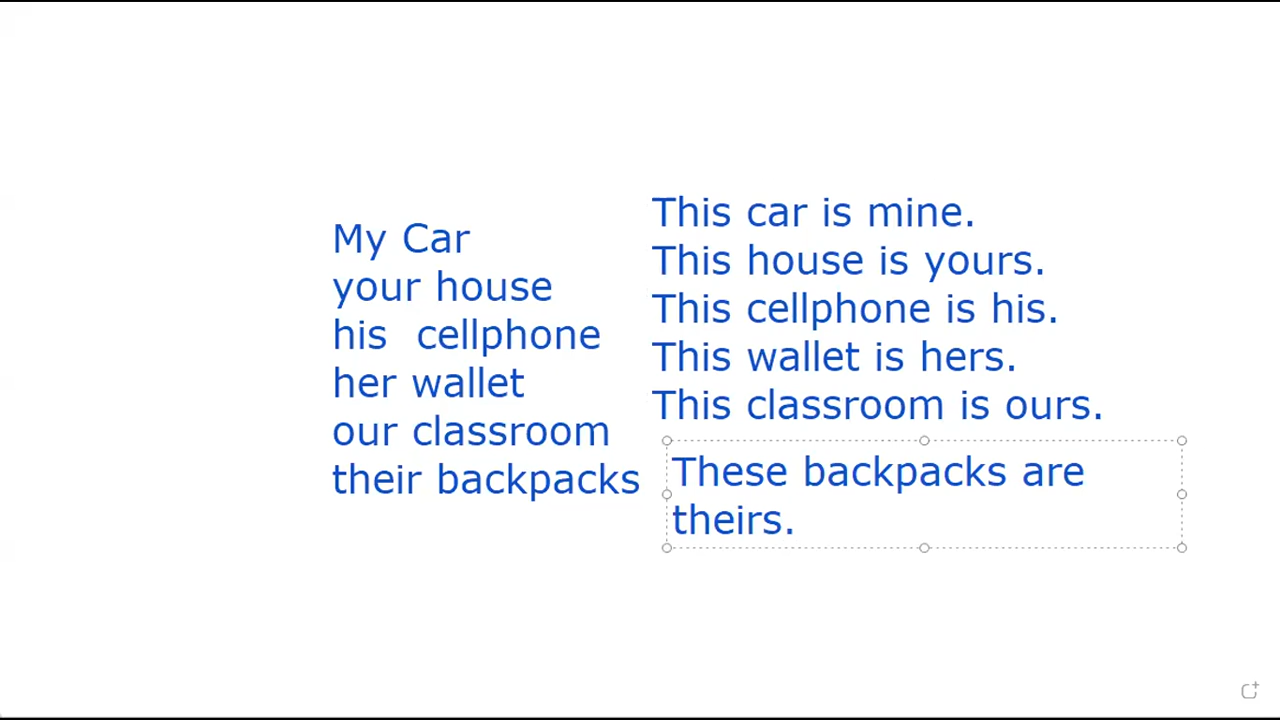 My Car
your house
his  cellphone
her wallet
our classroom
their backpacks
This car is mine.
This house is yours.
This cellphone is his.
This wallet is hers.
This classroom is ours.
These backpacks are
theirs.